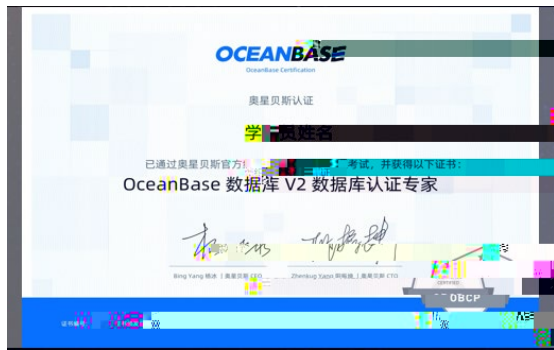 OCEANBASE
OceanBase Certification
奥星贝斯认证
学员姓名
已通过奥星贝斯官方 考试，并获得以下证书：
OceanBase 数据库 V2 数据库认证专家
Bing Yang 杨冰 | 奥星贝斯 CEO
Zhenkun Yang 阳振坤 | 奥星贝斯 CTO
CERTIFIED
OBCP
证书编号